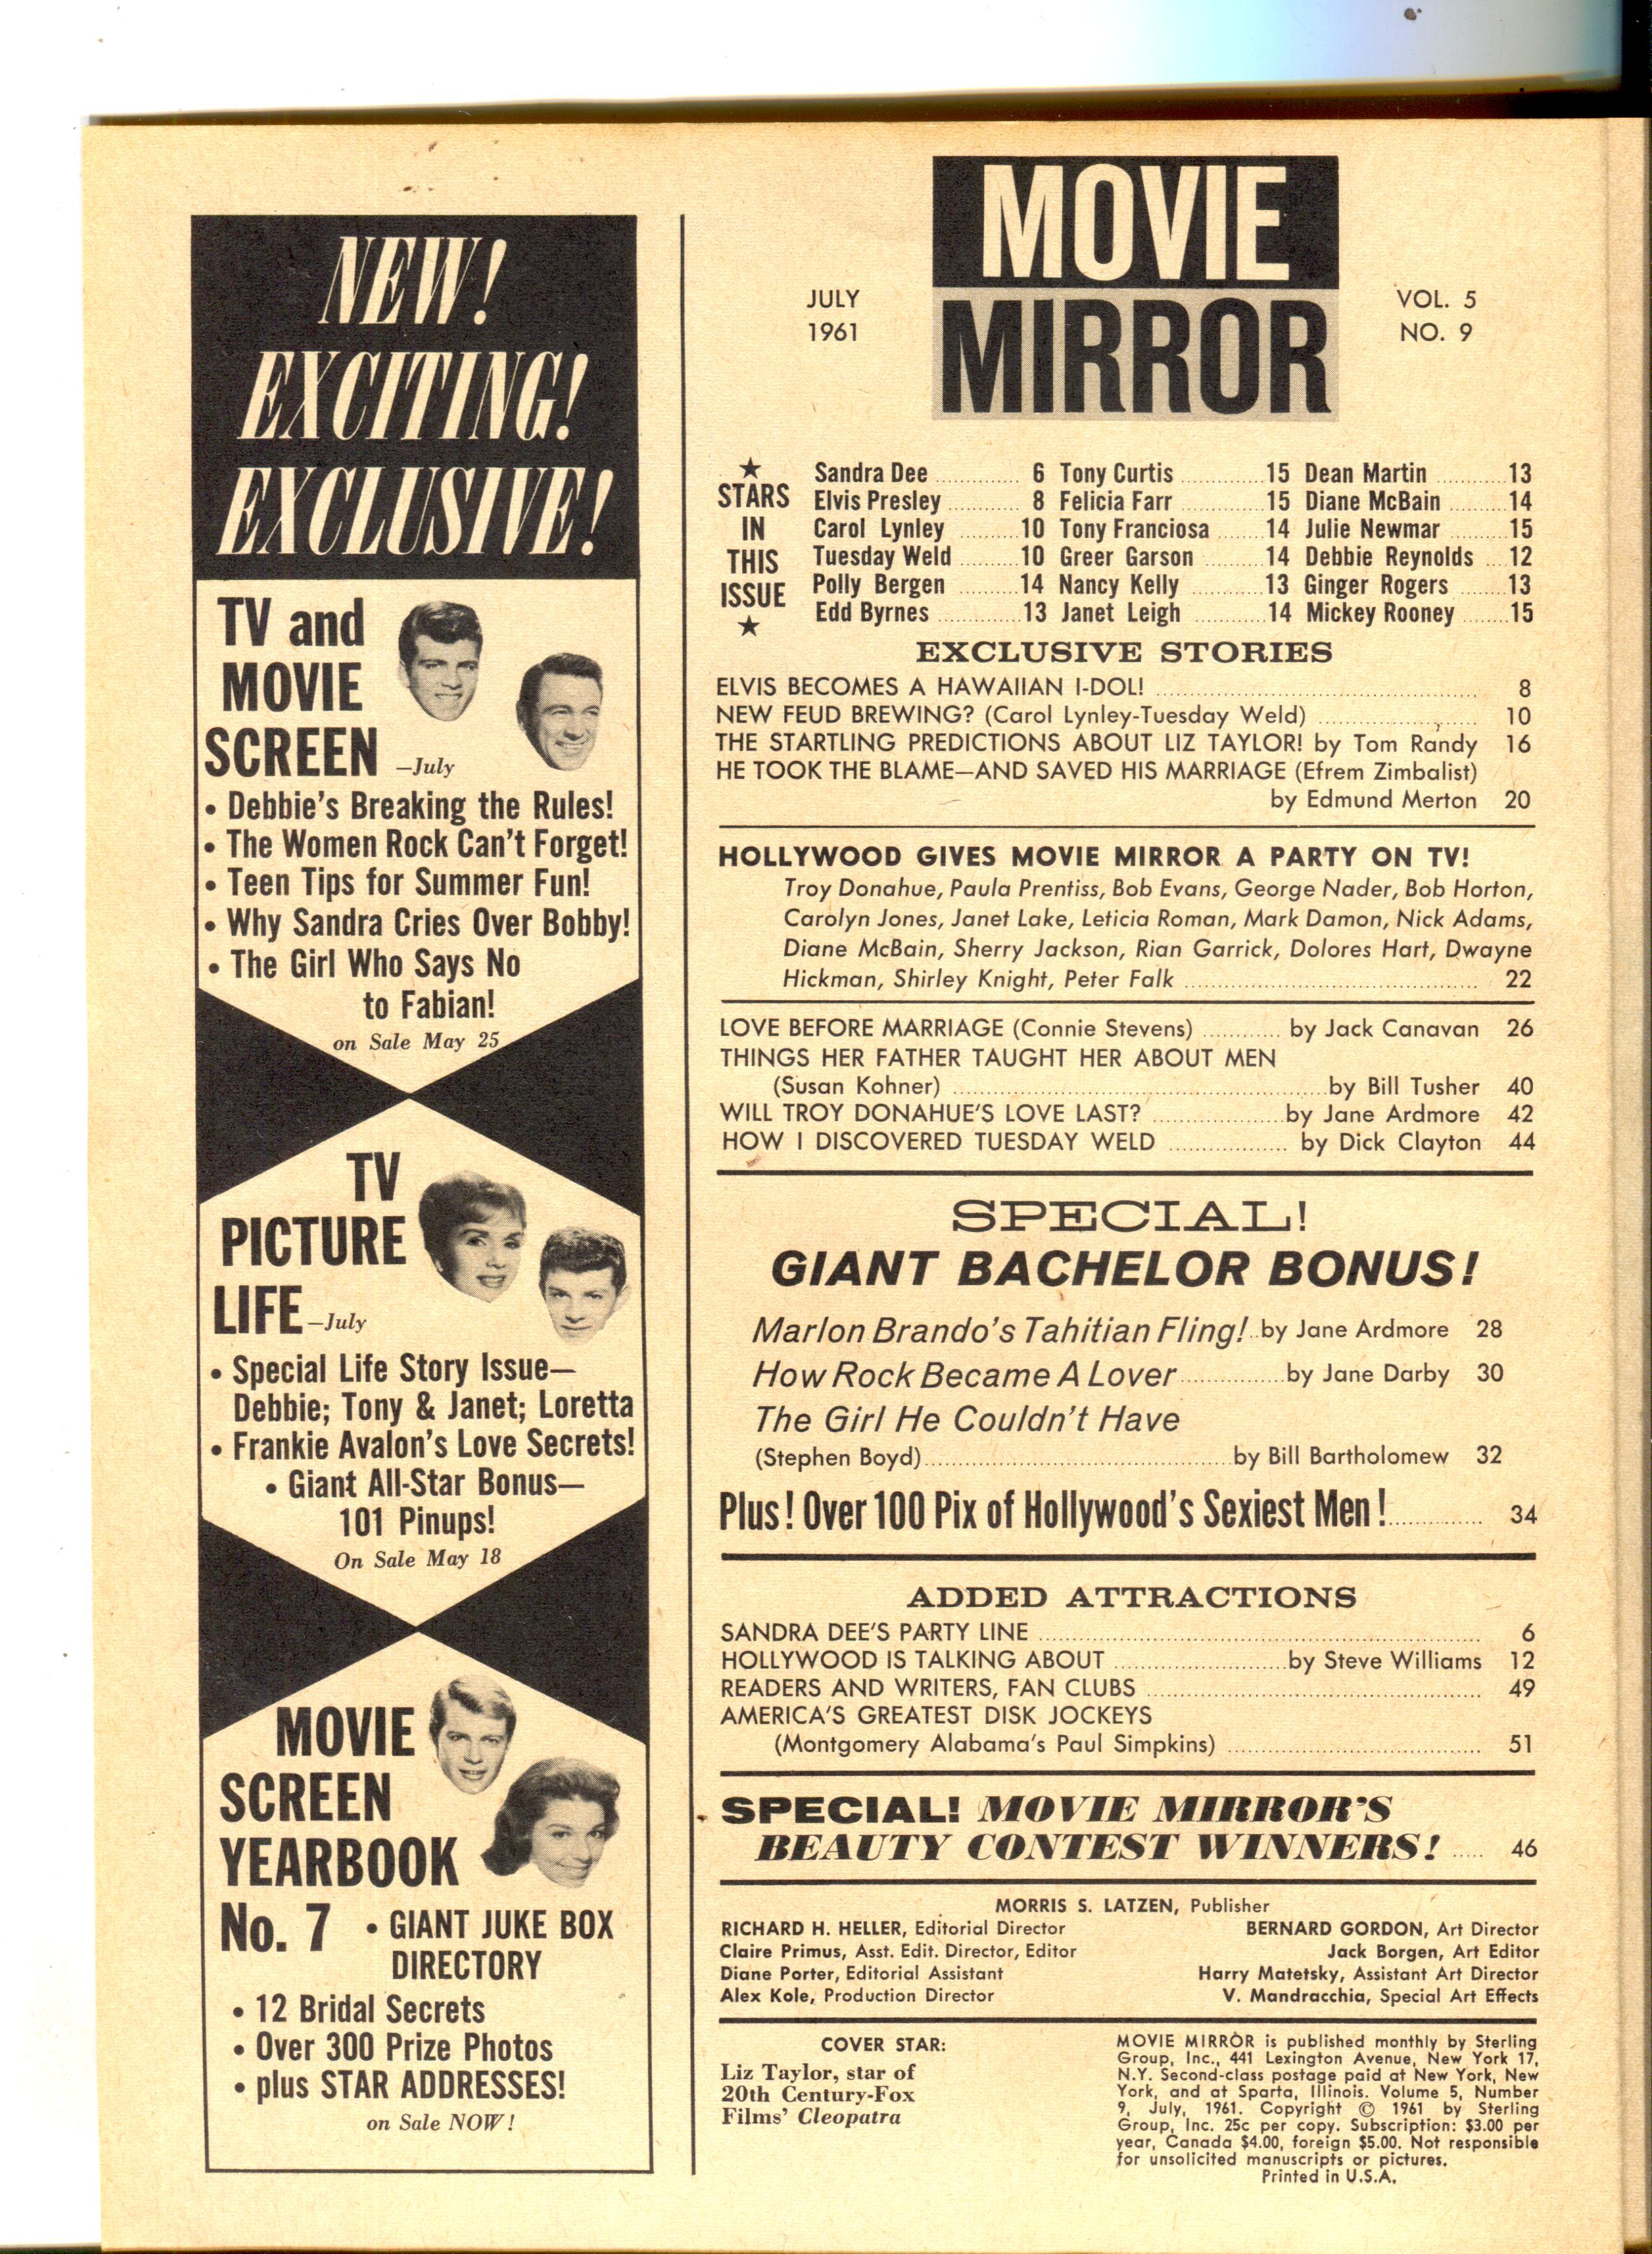 NEW!
EXCITING!
EXCLUSIVE!
TV and
MOVIE
SCREEN —July
• Debbie's Breaking the Rules!
• The Women Rock Can't Forget!
• Teen Tips for Summer Fun!
• Why Sandra Cries Over Bobby!
• The Girl Who Says No
to Fabian!
on Sale May 25
TV
PICTURE
LIFE —July
• Special Life Story Issue—
Debbie; Tony & Janet; Loretta
• Frankie Avalon's Love Secrets!
• Giant All-Star Bonus—
101 Pinups!
On Sale May 18
MOVIE
SCREEN
YEARBOOK
No. 7 • GIANT JUKE BOX
DIRECTORY
• 12 Bridal Secrets
• Over 300 Prize Photos
• plus STAR ADDRESSES!
on Sale NOW!
MOVIE
MIRROR
JULY
1961
VOL. 5
NO. 9
★
STARS
IN
THIS
ISSUE
★
Sandra Dee 6 Tony Curtis 15 Dean Martin 13
Elvis Presley 8 Felicia Farr 15 Diane McBain 14
Carol Lynley 10 Tony Franciosa 14 Julie Newmar 15
Tuesday Weld 10 Greer Garson 14 Debbie Reynolds 12
Polly Bergen 14 Nancy Kelly 13 Ginger Rogers 13
Edd Byrnes 13 Janet Leigh 14 Mickey Rooney 15
EXCLUSIVE STORIES
ELVIS BECOMES A HAWAIIAN I-DOL! 8
NEW FEUD BREWING? (Carol Lynley-Tuesday Weld) 10
THE STARTLING PREDICTIONS ABOUT LIZ TAYLOR! by Tom Randy 16
HE TOOK THE BLAME—AND SAVED HIS MARRIAGE (Efrem Zimbalist)
by Edmund Merton 20
HOLLYWOOD GIVES MOVIE MIRROR A PARTY ON TV!
Troy Donahue, Paula Prentiss, Bob Evans, George Nader, Bob Horton,
Carolyn Jones, Janet Lake, Leticia Roman, Mark Damon, Nick Adams,
Diane McBain, Sherry Jackson, Rian Garrick, Dolores Hart, Dwayne
Hickman, Shirley Knight, Peter Falk 22
LOVE BEFORE MARRIAGE (Connie Stevens) by Jack Canavan 26
THINGS HER FATHER TAUGHT HER ABOUT MEN
(Susan Kohner) by Bill Tusher 40
WILL TROY DONAHUE'S LOVE LAST? by Jane Ardmore 42
HOW I DISCOVERED TUESDAY WELD by Dick Clayton 44
SPECIAL!
GIANT BACHELOR BONUS!
Marlon Brando's Tahitian Fling! by Jane Ardmore 28
How Rock Became A Lover by Jane Darby 30
The Girl He Couldn't Have
(Stephen Boyd) by Bill Bartholomew 32
Plus! Over 100 Pix of Hollywood's Sexiest Men! 34
ADDED ATTRACTIONS
SANDRA DEE'S PARTY LINE 6
HOLLYWOOD IS TALKING ABOUT by Steve Williams 12
READERS AND WRITERS, FAN CLUBS 49
AMERICA'S GREATEST DISK JOCKEYS
(Montgomery Alabama's Paul Simpkins) 51
SPECIAL! MOVIE MIRROR'S
BEAUTY CONTEST WINNERS! 46
MORRIS S. LATZEN, Publisher
RICHARD H. HELLER, Editorial Director
Claire Primus, Asst. Edit. Director, Editor
Diane Porter, Editorial Assistant
Alex Kole, Production Director
BERNARD GORDON, Art Director
Jack Borgen, Art Editor
Harry Matetsky, Assistant Art Director
V. Mandracchia, Special Art Effects
COVER STAR:
Liz Taylor, star of
20th Century-Fox
Films' Cleopatra
MOVIE MIRROR is published monthly by Sterling
Group, Inc., 441 Lexington Avenue, New York 17,
N.Y. Second-class postage paid at New York, New
York, and at Sparta, Illinois. Volume 5, Number
9, July, 1961. Copyright © 1961 by Sterling
Group, Inc. 25c per copy. Subscription: $3.00 per
year, Canada $4.00, foreign $5.00. Not responsible
for unsolicited manuscripts or pictures.
Printed in U.S.A.